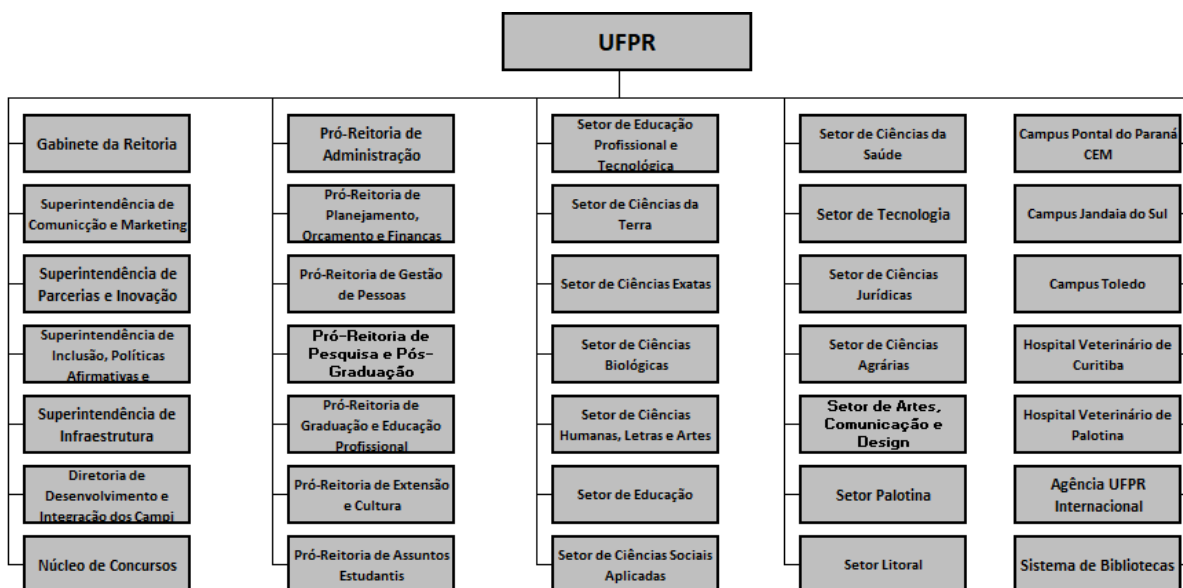 UFPR
Gabinete da Reitoria
Superintendência de
Comunicção e Marketing
Superintendência de
Parcerias e Inovação
Superintendência de
Inclusão, Políticas
Afirmativas e
Superintendência de
Infraestrutura
Diretoria de
Desenvolvimento e
Integração dos Campi
Núcleo de Concursos
Pró-Reitoria de
Administração
Pró-Reitoria de
Planejamento,
Orçamento e Finanças
Pró-Reitoria de Gestão
de Pessoas
Pró-Reitoria de
Pesquisa e Pós-
Graduação
Pró-Reitoria de
Graduação e Educação
Profissional
Pró-Reitoria de Extensão
e Cultura
Pró-Reitoria de Assuntos
Estudantis
Setor de Educação
Profissional e
Tecnológica
Setor de Ciências da
Terra
Setor de Ciências Exatas
Setor de Ciências
Biológicas
Setor de Ciências
Humanas, Letras e Artes
Setor de Educação
Setor de Ciências Sociais
Aplicadas
Setor de Ciências da
Saúde
Setor de Tecnologia
Setor de Ciências
Jurídicas
Setor de Ciências
Agrárias
Setor de Artes,
Comunicação e
Design
Setor Palotina
Setor Litoral
Campus Pontal do Paraná
CEM
Campus Jandaia do Sul
Campus Toledo
Hospital Veterinário de
Curitiba
Hospital Veterinário de
Palotina
Agência UFPR
Internacional
Sistema de Bibliotecas